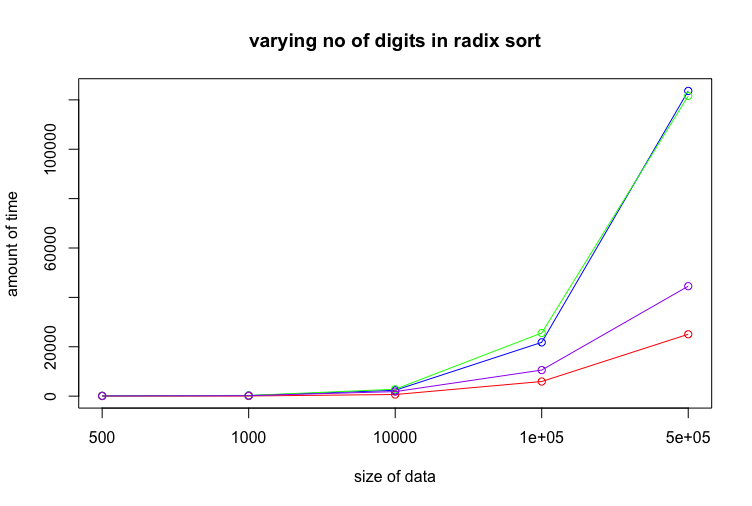 varying no of digits in radix sort
amount of time
100000
60000
20000
0
500 1000 10000 1e+05 5e+05
size of data